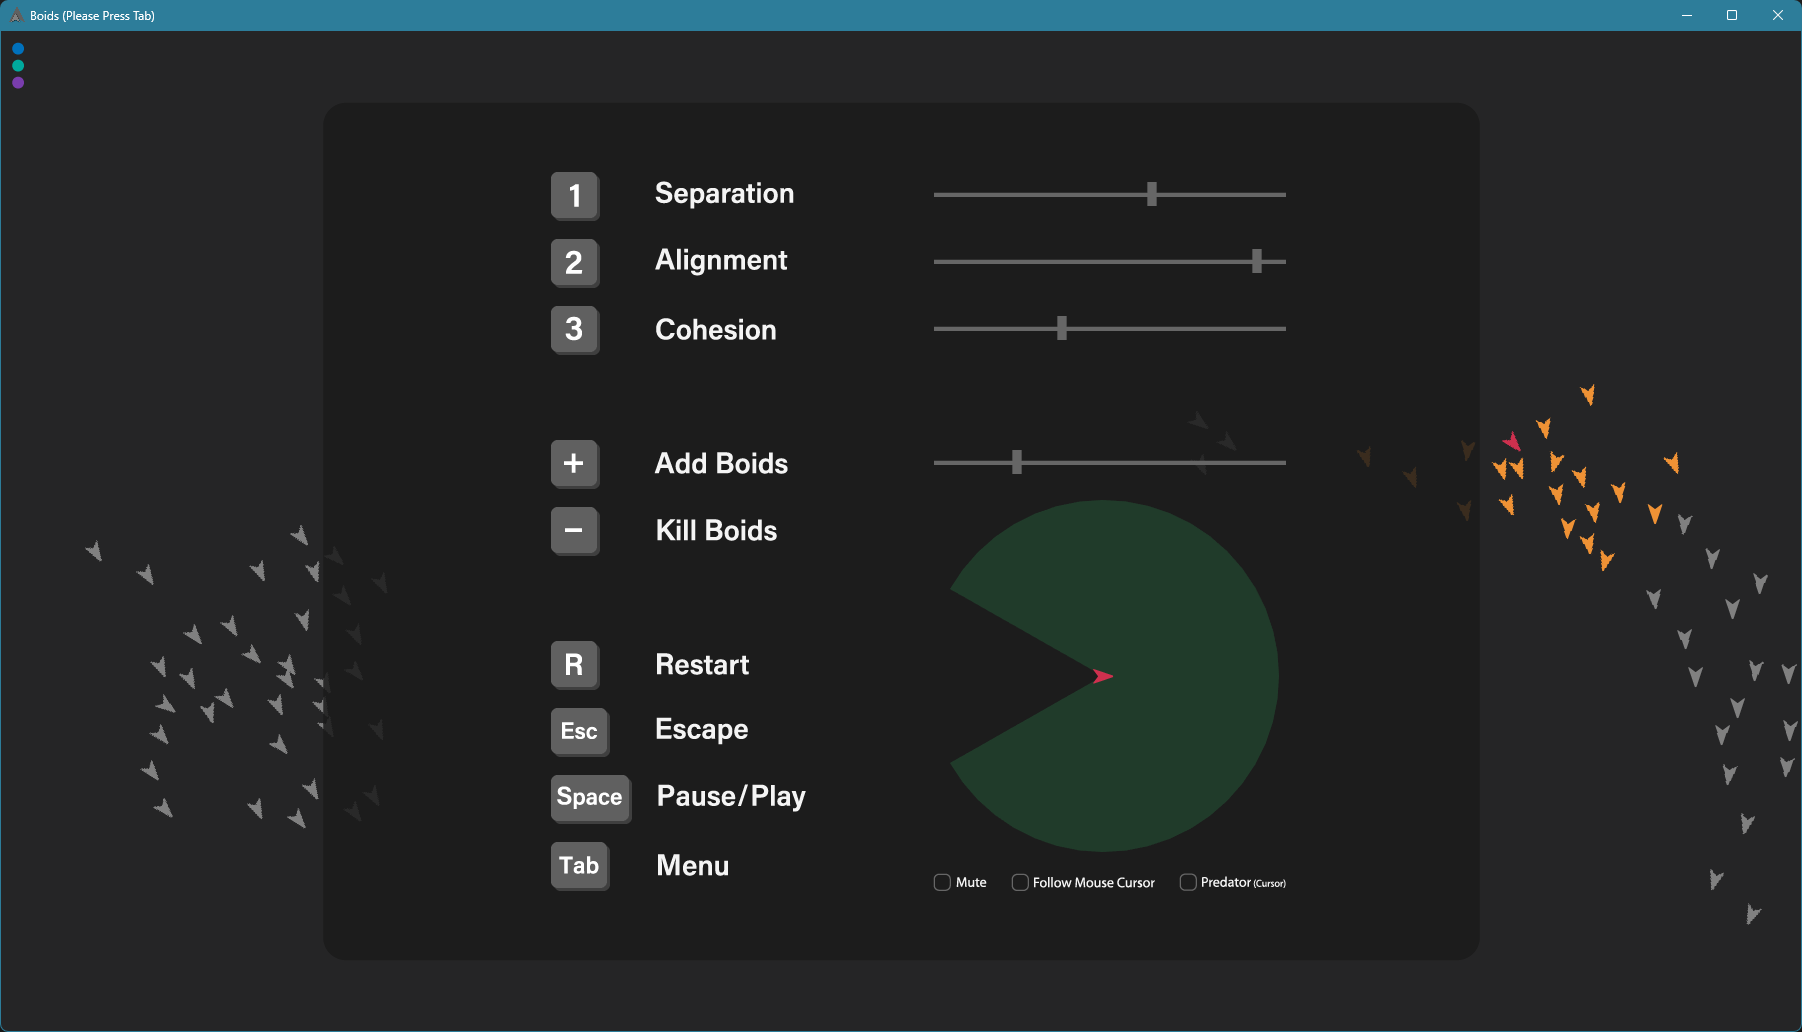 Boids (Please Press Tab)
1 Separation
2 Alignment
3 Cohesion
+ Add Boids
− Kill Boids
R Restart
Esc Escape
Space Pause/Play
Tab Menu
Mute Follow Mouse Cursor Predator (Cursor)